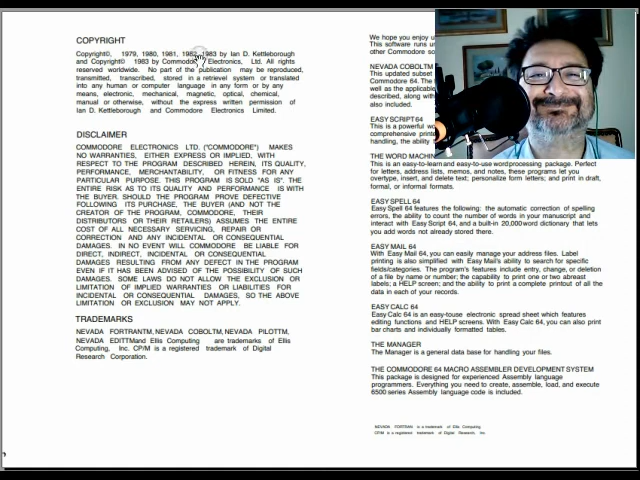 COPYRIGHT
Copyright©, 1979, 1980, 1981, 1982, 1983 by Ian D. Kettleborough
and Copyright© 1983 by Commodore Electronics, Ltd. All rights
reserved worldwide. No part of the publication may be reproduced,
transmitted, transcribed, stored in a retrievel system or translated
into any human or computer language in any form or by any
means, electronic, mechanical, magnetic, optical, chemical,
manual or otherwise, without the express written permission of
Ian D. Kettleborough and Commodore Electronics Limited.
DISCLAIMER
COMMODORE ELECTRONICS LTD. ("COMMODORE") MAKES
NO WARRANTIES, EITHER EXPRESS OR IMPLIED, WITH
RESPECT TO THE PROGRAM DESCRIBED HEREIN, ITS QUALITY,
PERFORMANCE, MERCHANTABILITY, OR FITNESS FOR ANY
PARTICULAR PURPOSE. THIS PROGRAM IS SOLD "AS IS". THE
ENTIRE RISK AS TO ITS QUALITY AND PERFORMANCE IS WITH
THE BUYER. SHOULD THE PROGRAM PROVE DEFECTIVE
FOLLOWING ITS PURCHASE, THE BUYER (AND NOT THE
CREATOR OF THE PROGRAM, COMMODORE, THEIR
DISTRIBUTORS OR THEIR RETAILERS) ASSUMES THE ENTIRE
COST OF ALL NECESSARY SERVICING, REPAIR OR
CORRECTION AND ANY INCIDENTAL OR CONSEQUENTIAL
DAMAGES. IN NO EVENT WILL COMMODORE BE LIABLE FOR
DIRECT, INDIRECT, INCIDENTAL OR CONSEQUENTIAL
DAMAGES RESULTING FROM ANY DEFECT IN THE PROGRAM
EVEN IF IT HAS BEEN ADVISED OF THE POSSIBILITY OF SUCH
DAMAGES. SOME LAWS DO NOT ALLOW THE EXCLUSION OR
LIMITATION OF IMPLIED WARRANTIES OR LIABILITIES FOR
INCIDENTAL OR CONSEQUENTIAL DAMAGES, SO THE ABOVE
LIMITATION OR EXCLUSION MAY NOT APPLY.
TRADEMARKS
NEVADA FORTRANTM, NEVADA COBOLTM, NEVADA PILOTTM,
NEVADA EDITTMand Ellis Computing are trademarks of Ellis
Computing, Inc. CP/M is a registered trademark of Digital
Research Corporation.
We hope you enjoy u
This software runs un
other Commodore so
NEVADA COBOLTM
This updated subset
Commodore 64. The
well as the applicable
described, along with
also included.
EASY SCRIPT 64
This is a powerful wo
comprehensive printe
handling, the ability t
THE WORD MACHIN
This is an easy-to-learn and easy-to-use word processing package. Perfect
for letters, address lists, memos, and notes, these programs let you
overtype, insert, and delete text; personalize form letters; and print in draft,
formal, or informal formats.
EASY SPELL 64
Easy Spell 64 features the following: the automatic correction of spelling
errors, the ability to count the number of words in your manuscript and
interact with Easy Script 64, and a built-in 20,000 word dictionary that lets
you add words not already stored there.
EASY MAIL 64
With Easy Mail 64, you can easily manage your address files. Label
printing is also simplified with Easy Mail's ability to search for specific
fields/categories. The program's features include entry, change, or deletion
of a file by name or number; the capability to print one or two abreast
labels; a HELP screen; and the ability to print a complete printout of all the
data in each of your records.
EASY CALC 64
Easy Calc 64 is an easy-touse electronic spread sheet which features
editing functions and HELP screens. With Easy Calc 64, you can also print
bar charts and individually formatted tables.
THE MANAGER
The Manager is a general data base for handling your files.
THE COMMODORE 64 MACRO ASSEMBLER DEVELOPMENT SYSTEM
This package is designed for experienced Assembly language
programmers. Everything you need to create, assemble, load, and execute
6500 series Assembly language code is included.
NEVADA FORTRAN is a trademark of Ellis Computing.
CP/M is a registered trademark of Digital Research, Inc.